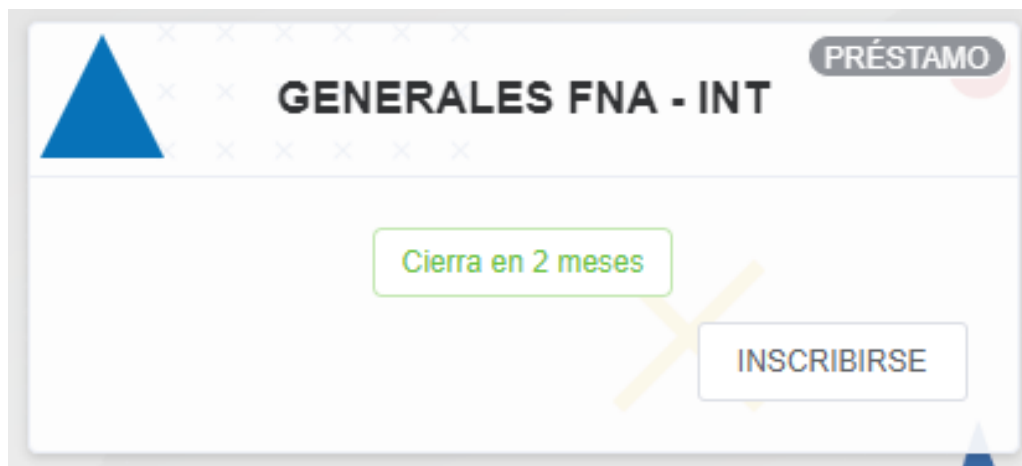 PRÉSTAMO
GENERALES FNA - INT
Cierra en 2 meses
INSCRIBIRSE